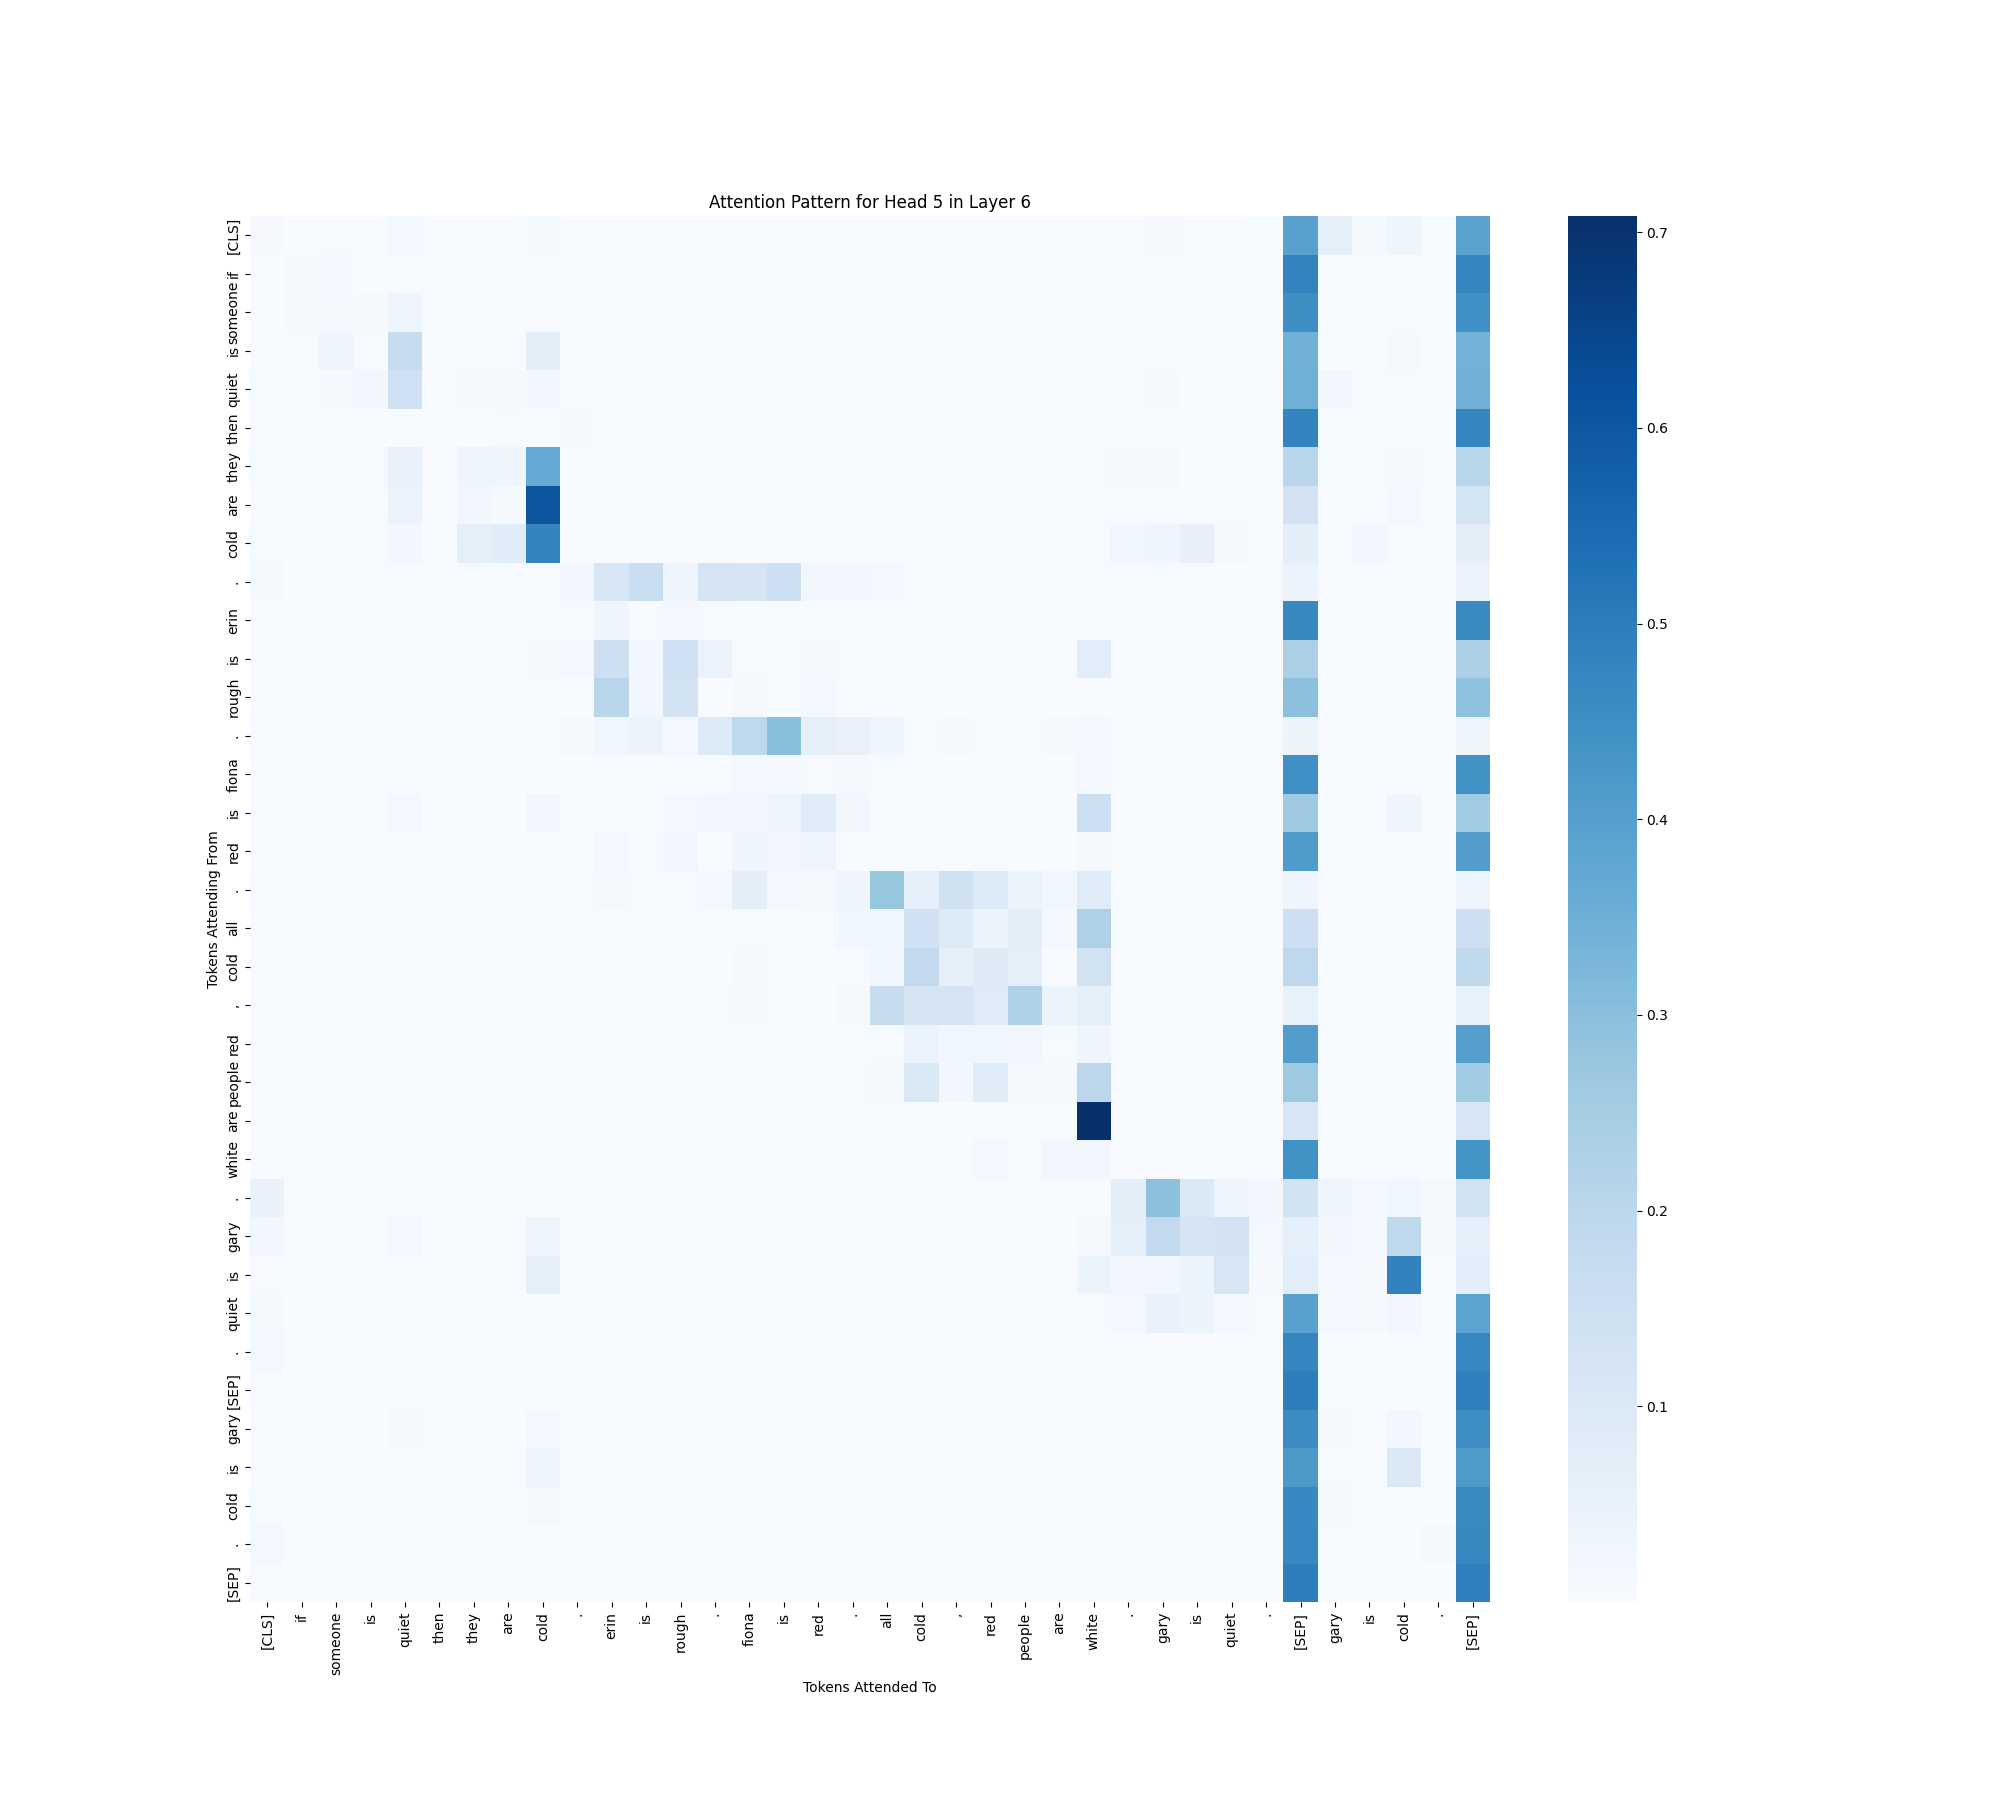 Attention Pattern for Head 5 in Layer 6
Tokens Attending From
[CLS]
if
someone
is
quiet
then
they
are
cold
.
erin
is
rough
.
fiona
is
red
.
all
cold
,
red
people
are
white
.
gary
is
quiet
.
[SEP]
gary
is
cold
.
[SEP]
[CLS] if someone is quiet then they are cold . erin is rough . fiona is red . all cold , red people are white . gary is quiet . [SEP] gary is cold . [SEP]
Tokens Attended To
0.7
0.6
0.5
0.4
0.3
0.2
0.1